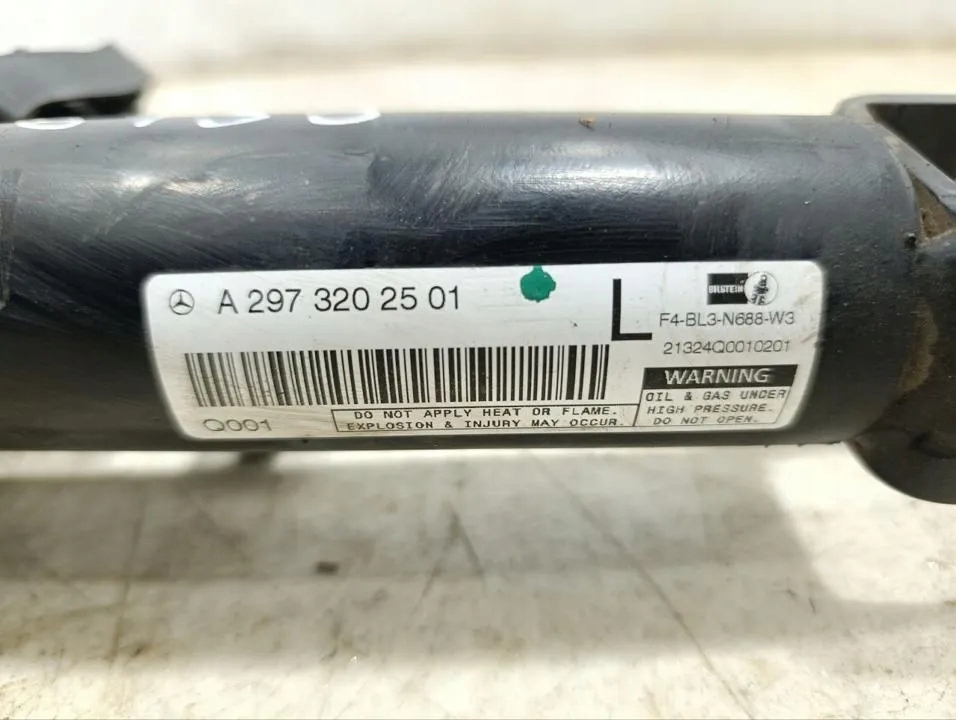 A 297 320 25 01
L
BILSTEIN
F4-BL3-N688-W3
21324Q0010201
WARNING
OIL & GAS UNDER
HIGH PRESSURE.
DO NOT OPEN.
Q001
DO NOT APPLY HEAT OR FLAME.
EXPLOSION & INJURY MAY OCCUR.